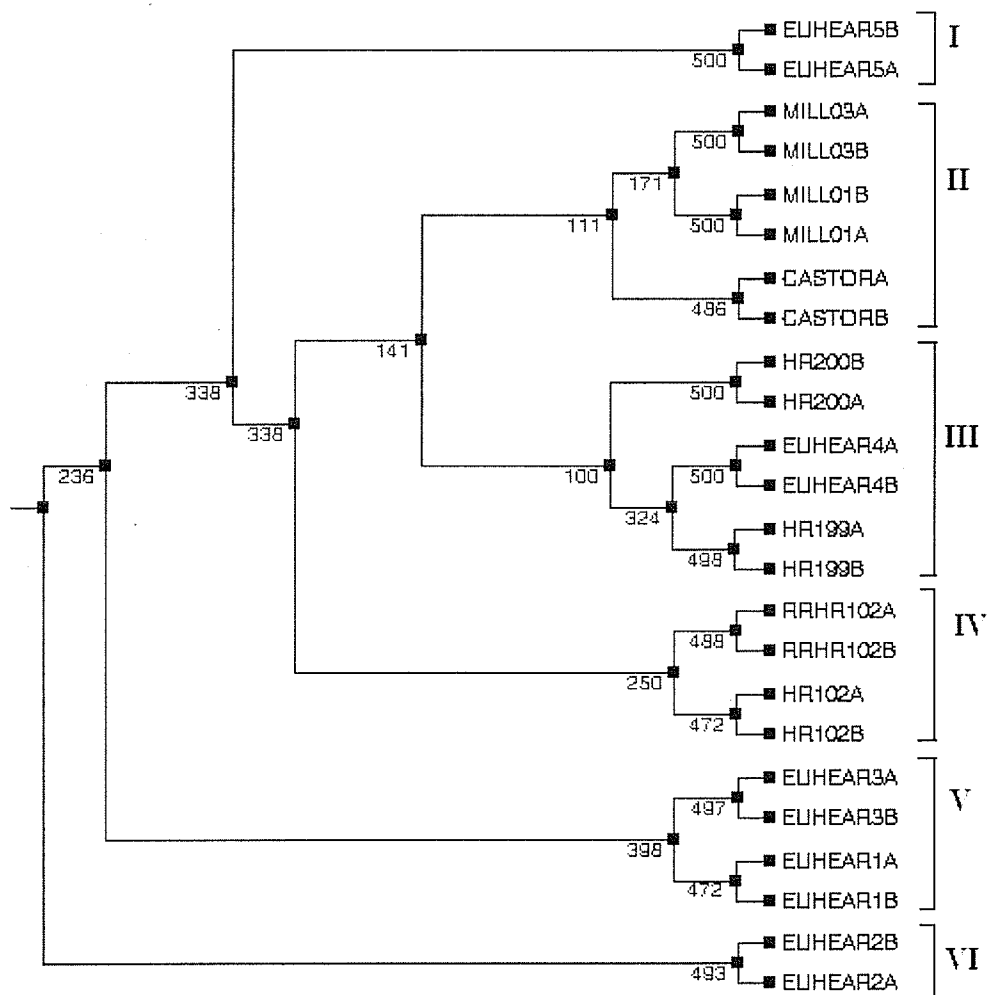 EUHEAR5B
I
500
EUHEAR5A
MILL03A
500
MILL03B
II
171
MILL01B
111
500
MILL01A
CASTORA
496
CASTORB
141
HR200B
338
500
HR200A
338
III
EUHEAR4A
236
100
500
EUHEAR4B
324
HR199A
498
HR199B
RRHR102A
IV
488
RRHR102B
250
HR102A
472
HR102B
EUHEAR3A
V
497
EUHEAR3B
398
EUHEAR1A
472
EUHEAR1B
EUHEAR2B
VI
493
EUHEAR2A